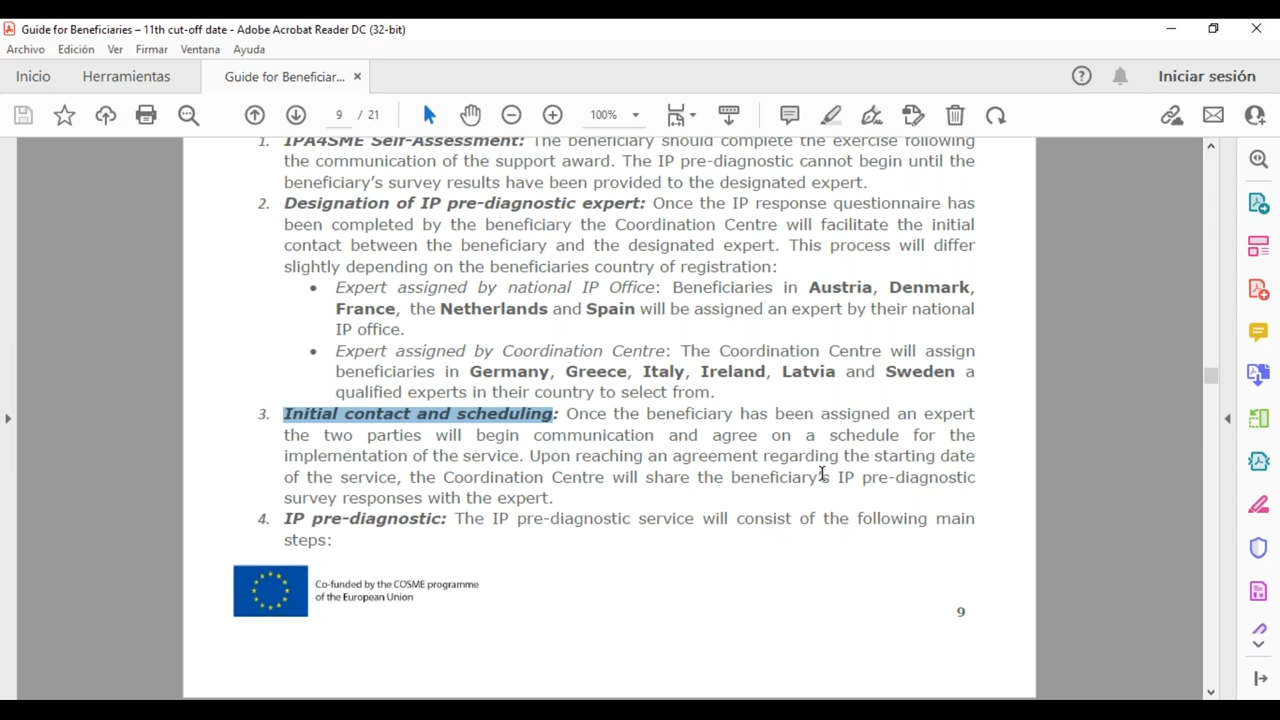 Guide for Beneficiaries – 11th cut-off date - Adobe Acrobat Reader DC (32-bit)
Archivo Edición Ver Firmar Ventana Ayuda
Inicio Herramientas Guide for Beneficiar... × Iniciar sesión
9 / 21 100%
1. IPA4SME Self-Assessment: The beneficiary should complete the exercise following
the communication of the support award. The IP pre-diagnostic cannot begin until the
beneficiary's survey results have been provided to the designated expert.
2. Designation of IP pre-diagnostic expert: Once the IP response questionnaire has
been completed by the beneficiary the Coordination Centre will facilitate the initial
contact between the beneficiary and the designated expert. This process will differ
slightly depending on the beneficiaries country of registration:
• Expert assigned by national IP Office: Beneficiaries in Austria, Denmark,
France, the Netherlands and Spain will be assigned an expert by their national
IP office.
• Expert assigned by Coordination Centre: The Coordination Centre will assign
beneficiaries in Germany, Greece, Italy, Ireland, Latvia and Sweden a
qualified experts in their country to select from.
3. Initial contact and scheduling: Once the beneficiary has been assigned an expert
the two parties will begin communication and agree on a schedule for the
implementation of the service. Upon reaching an agreement regarding the starting date
of the service, the Coordination Centre will share the beneficiary's IP pre-diagnostic
survey responses with the expert.
4. IP pre-diagnostic: The IP pre-diagnostic service will consist of the following main
steps:
Co-funded by the COSME programme
of the European Union
9